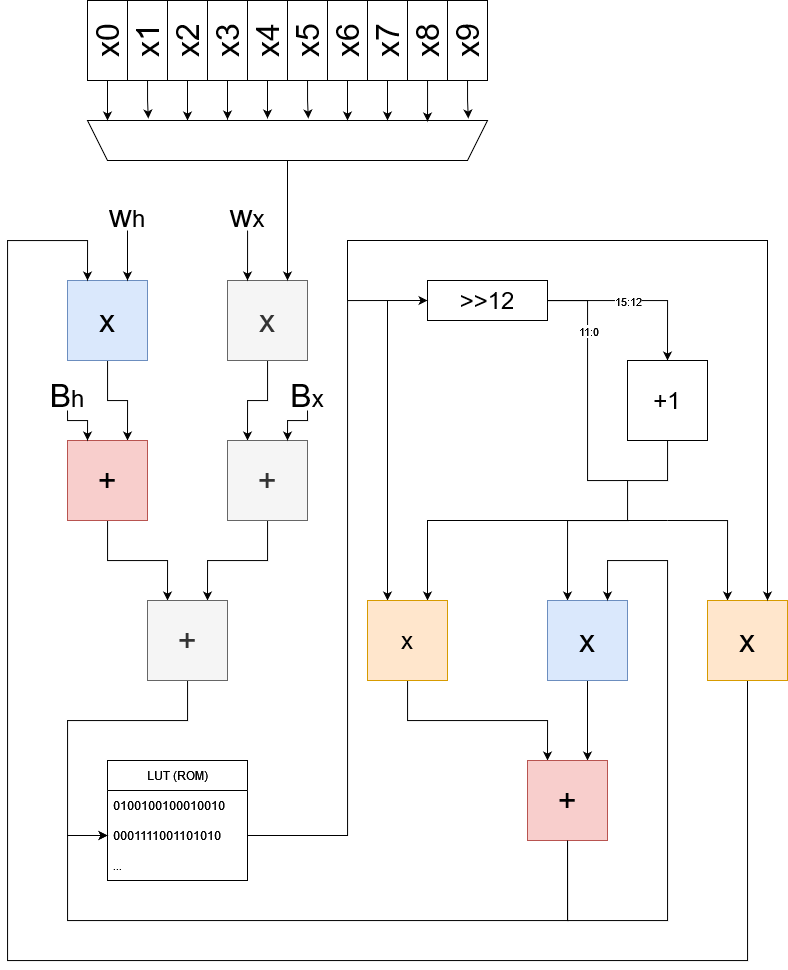 x0 x1 x2 x3 x4 x5 x6 x7 x8 x9
Wh Wx
x x >>12 15:12
11:0
Bh Bx +1
+ +
+ x x x
LUT (ROM)
0100100100010010 +
0001111001101010
...